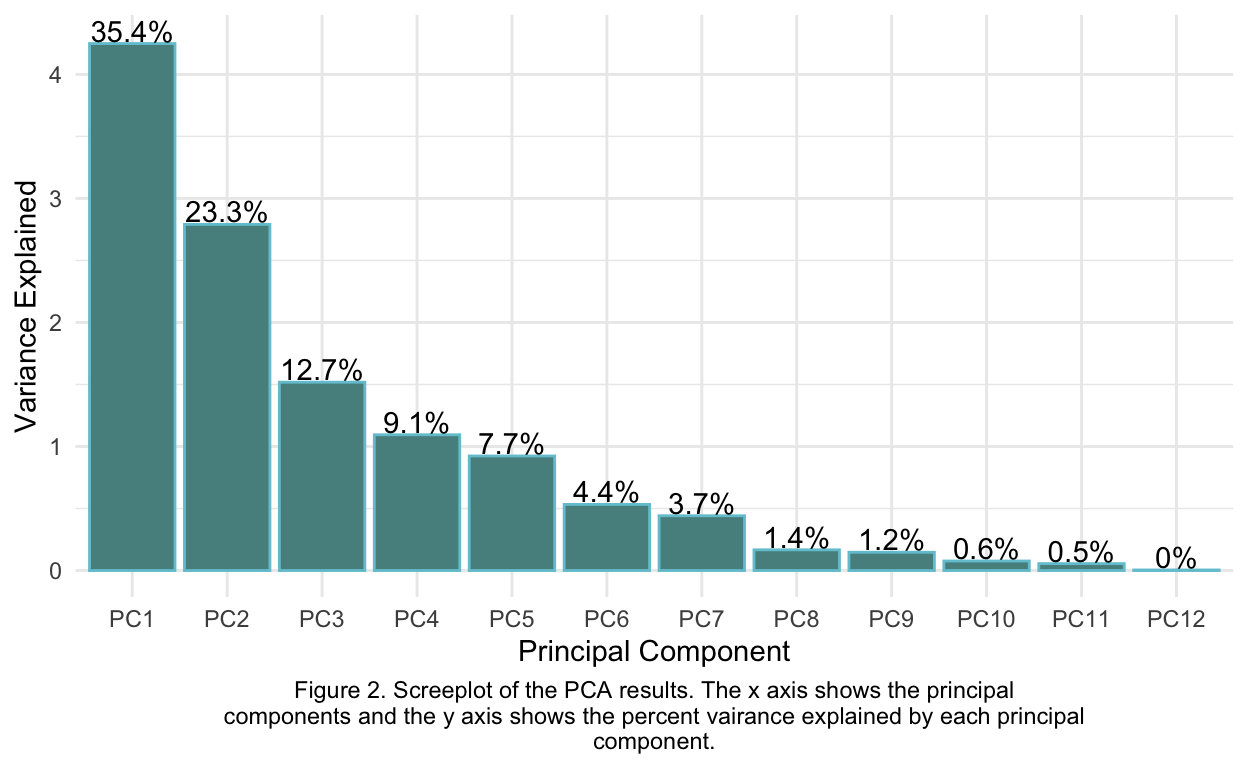 35.4%
4
3
23.3%
Variance Explained
2
12.7%
9.1%
1
7.7%
4.4%
3.7%
1.4%
1.2%
0.6%
0.5%
0%
0
PC1 PC2 PC3 PC4 PC5 PC6 PC7 PC8 PC9 PC10 PC11 PC12
Principal Component
Figure 2. Screeplot of the PCA results. The x axis shows the principal
components and the y axis shows the percent vairance explained by each principal
component.